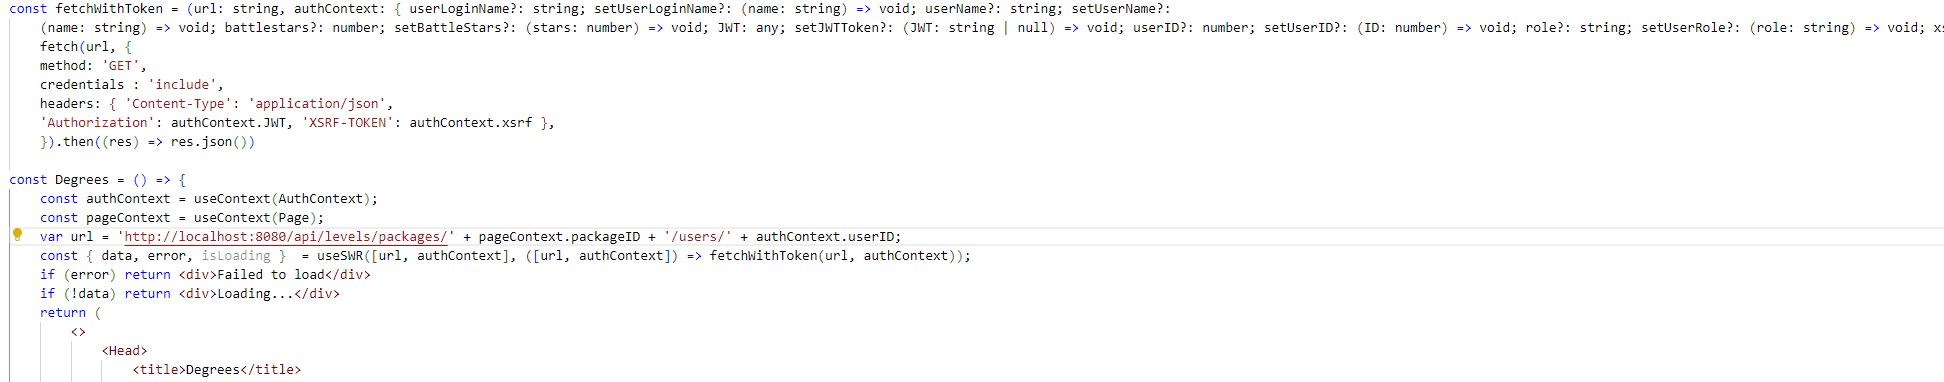 const fetchWithToken = (url: string, authContext: { userLoginName?: string; setUserLoginName?: (name: string) => void; userName?: string; setUserName?:
(name: string) => void; battlestars?: number; setBattleStars?: (stars: number) => void; JWT: any; setJWTToken?: (JWT: string | null) => void; userID?: number; setUserID?: (ID: number) => void; role?: string; setUserRole?: (role: string) => void; xs
fetch(url, {
method: 'GET',
credentials : 'include',
headers: { 'Content-Type': 'application/json',
'Authorization': authContext.JWT, 'XSRF-TOKEN': authContext.xsrf },
}).then((res) => res.json())
const Degrees = () => {
const authContext = useContext(AuthContext);
const pageContext = useContext(Page);
var url = 'http://localhost:8080/api/levels/packages/' + pageContext.packageID + '/users/' + authContext.userID;
const { data, error, isLoading }  = useSWR([url, authContext], ([url, authContext]) => fetchWithToken(url, authContext));
if (error) return <div>Failed to load</div>
if (!data) return <div>Loading...</div>
return (
<>
<Head>
<title>Degrees</title>